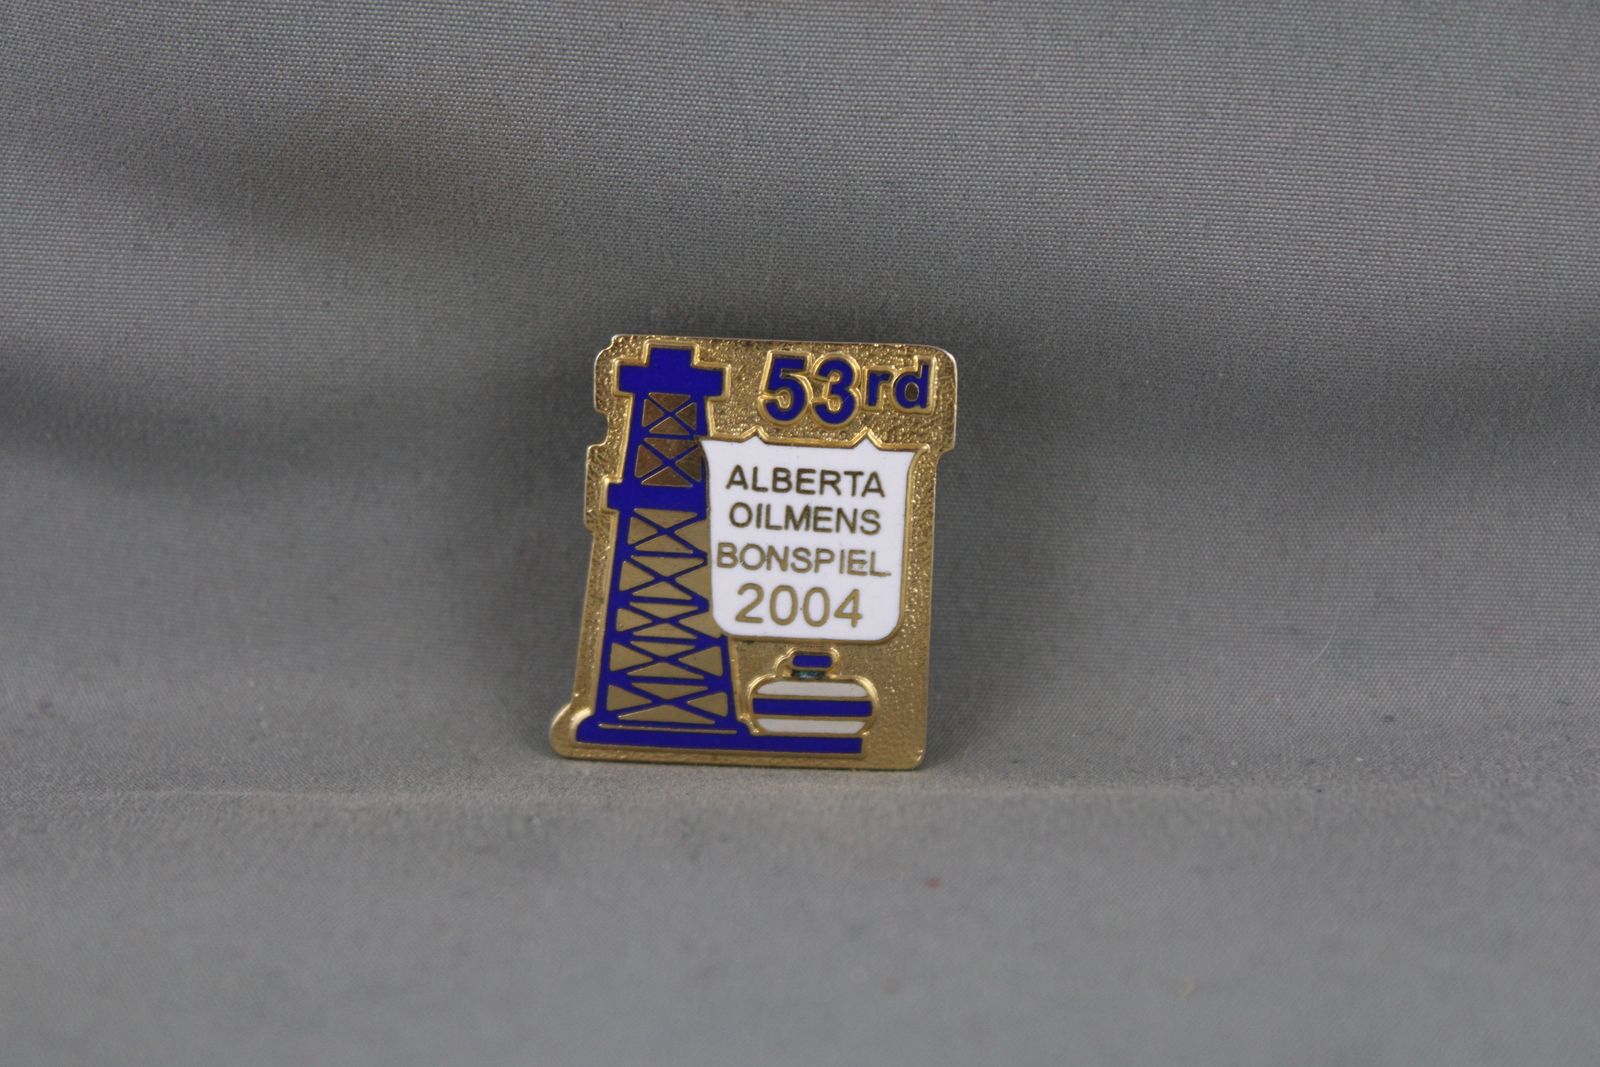 53rd
ALBERTA
OILMENS
BONSPIEL
2004